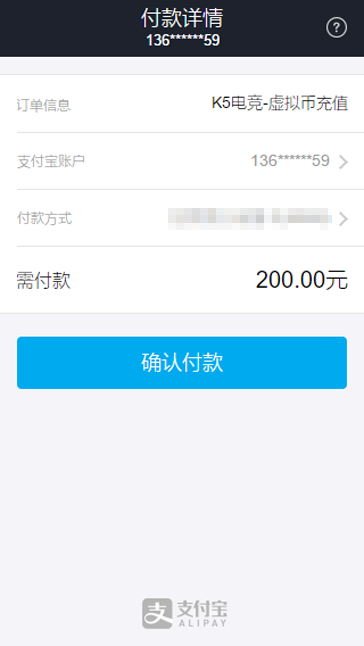 付款详情
136******59
?
订单信息 K5电竞-虚拟币充值
支付宝账户 136******59
付款方式
需付款 200.00元
确认付款
支 支付宝
ALIPAY